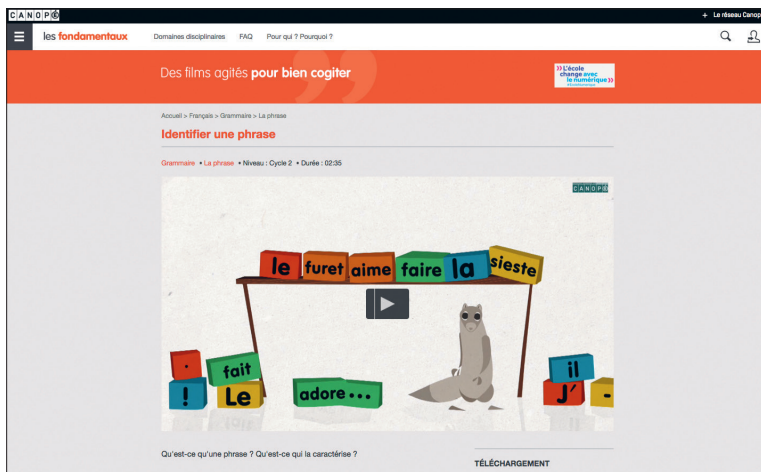 CANOPÉ
+ Le réseau Canop
les fondamentaux
Domaines disciplinaires FAQ Pour qui ? Pourquoi ?
Des films agités pour bien cogiter
L'école
change avec
le numérique
Accueil > Français > Grammaire > La phrase
Identifier une phrase
Grammaire • La phrase • Niveau : Cycle 2 • Durée : 02:35
CANOPÉ
le furet aime faire la sieste
. fait
! Le adore...
il
J' -
Qu'est-ce qu'une phrase ? Qu'est-ce qui la caractérise ?
TÉLÉCHARGEMENT